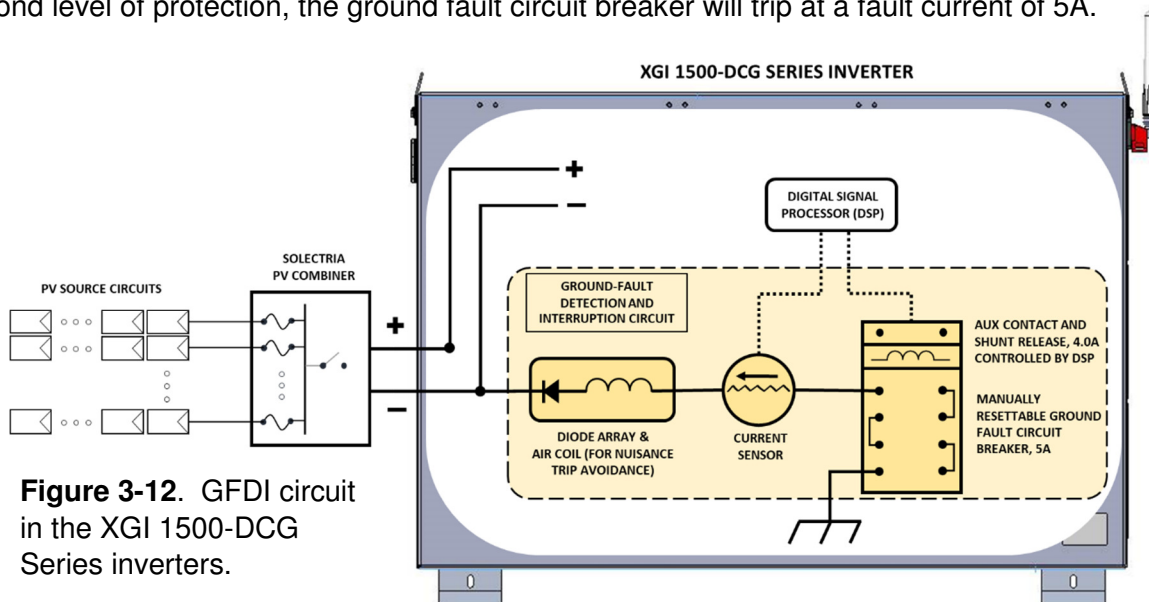 ond level of protection, the ground fault circuit breaker will trip at a fault current of 5A.
XGI 1500-DCG SERIES INVERTER
+
−
DIGITAL SIGNAL
PROCESSOR (DSP)
SOLECTRIA
PV COMBINER
PV SOURCE CIRCUITS
GROUND-FAULT
DETECTION AND
INTERRUPTION CIRCUIT
+
−
AUX CONTACT AND
SHUNT RELEASE, 4.0A
CONTROLLED BY DSP
MANUALLY
RESETTABLE GROUND
FAULT CIRCUIT
BREAKER, 5A
DIODE ARRAY &
AIR COIL (FOR NUISANCE
TRIP AVOIDANCE)
CURRENT
SENSOR
Figure 3-12. GFDI circuit
in the XGI 1500-DCG
Series inverters.